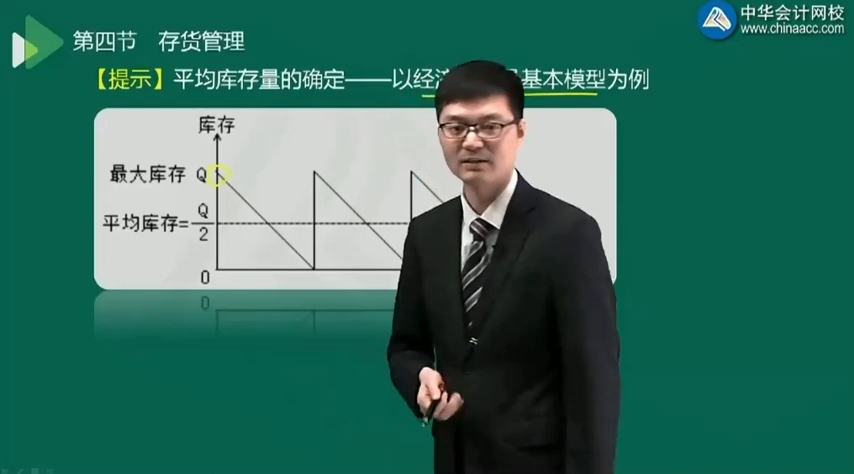 中华会计网校
www.chinaacc.com
第四节 存货管理
【提示】平均库存量的确定——以经济 基本模型为例
库存
最大库存 Q
平均库存=Q/2
0
0